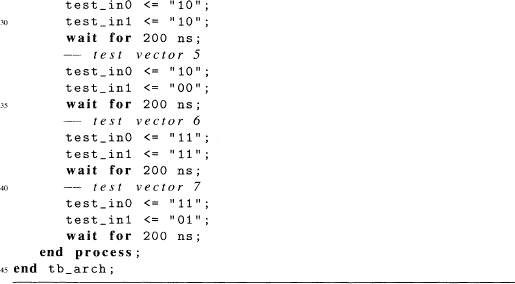 test_in0 <= "10";
30 test_in1 <= "10";
wait for 200 ns;
-- test vector 5
test_in0 <= "10";
test_in1 <= "00";
35 wait for 200 ns;
-- test vector 6
test_in0 <= "11";
test_in1 <= "11";
wait for 200 ns;
40 -- test vector 7
test_in0 <= "11";
test_in1 <= "01";
wait for 200 ns;
end process;
45 end tb_arch;